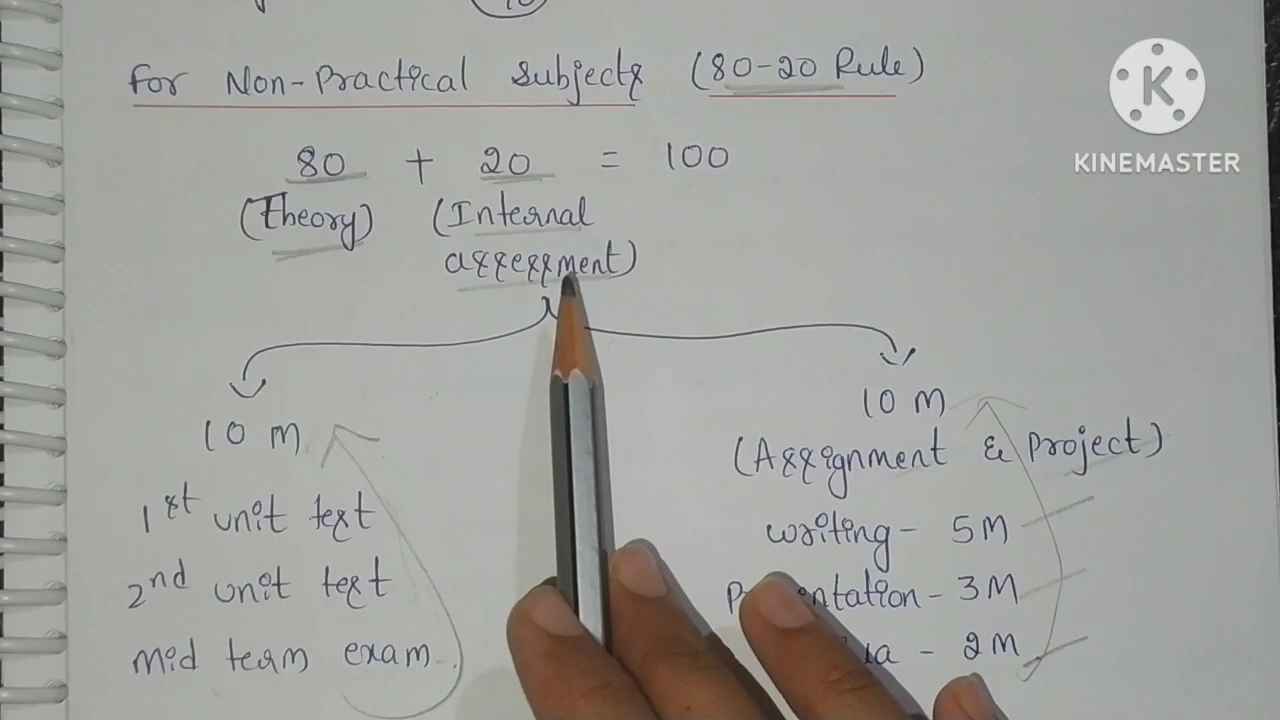 For Non-Practical Subjects (80-20 Rule)
80 + 20 = 100
(Theory) (Internal
assessment)
10 M
1st unit test
2nd unit test
Mid team exam
10 M
(Assignment & Project)
writing - 5M
- 3M
- 2M
KINEMASTER